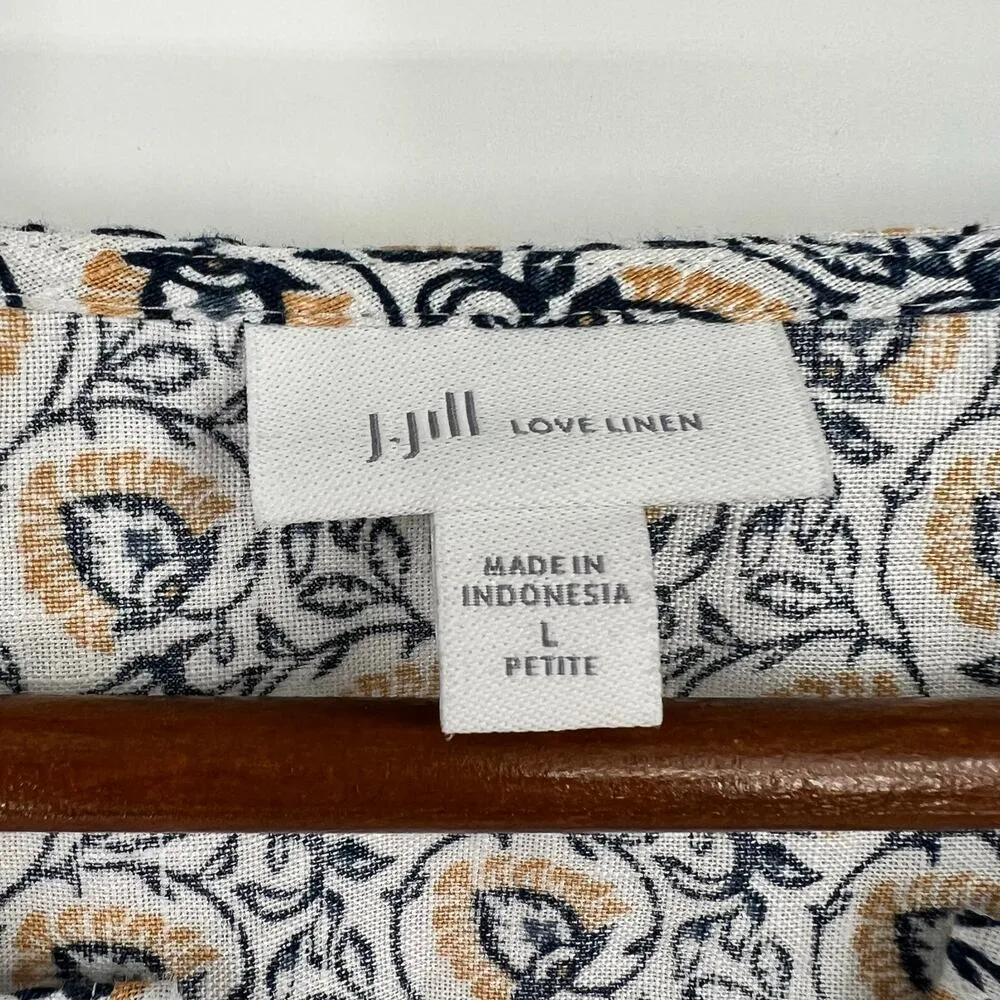 J.Jill LOVE LINEN
MADE IN
INDONESIA
L
PETITE